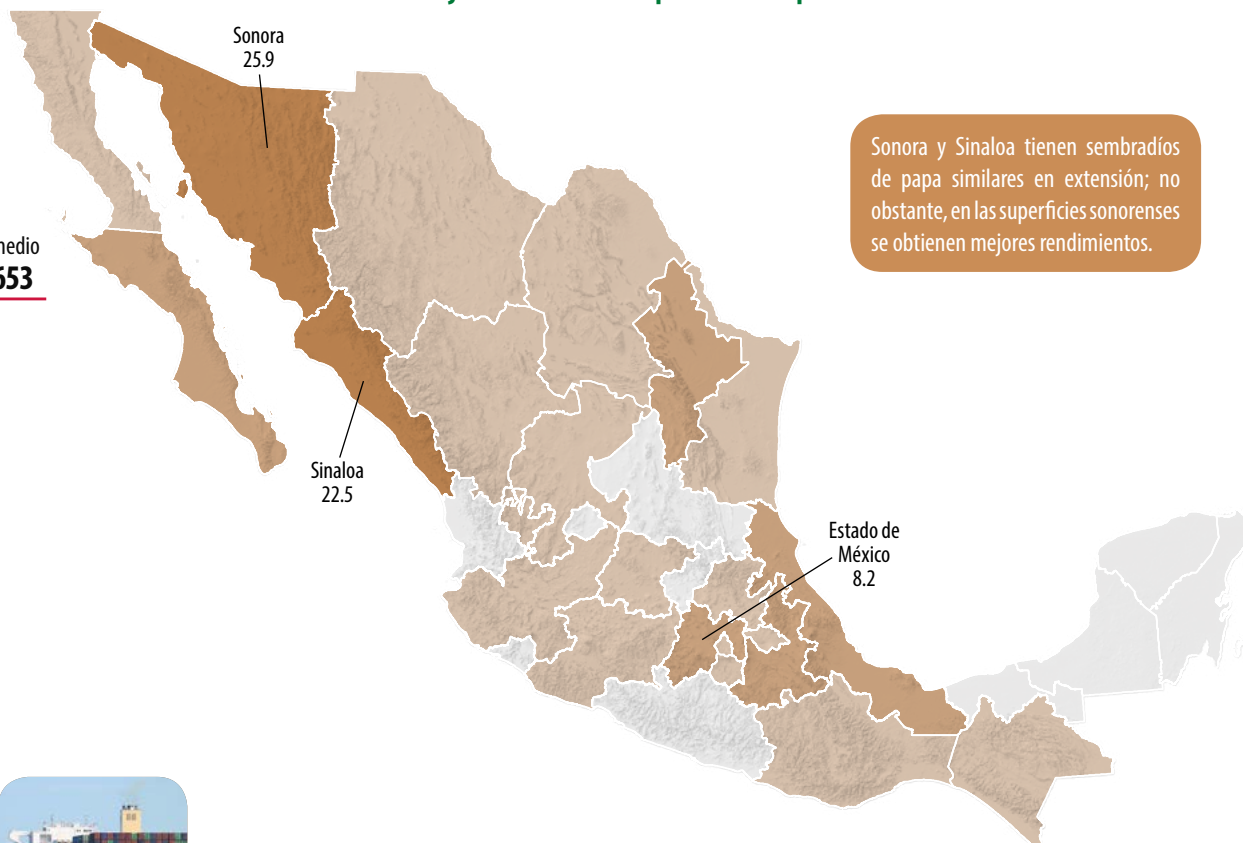 Sonora
25.9
Sonora y Sinaloa tienen sembradíos
de papa similares en extensión; no
obstante, en las superficies sonorenses
se obtienen mejores rendimientos.
Sinaloa
22.5
Estado de
México
8.2